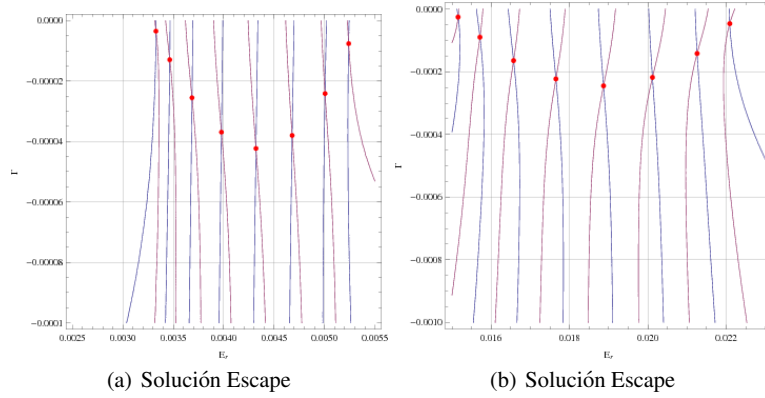 0.0000
−0.00002
−0.00004
−0.00006
−0.00008
−0.0001
Γ
0.0025 0.0030 0.0035 0.0040 0.0045 0.0050 0.0055
Er
(a) Solución Escape
0.0000
−0.0002
−0.0004
−0.0006
−0.0008
−0.0010
Γ
0.016 0.018 0.020 0.022
Er
(b) Solución Escape